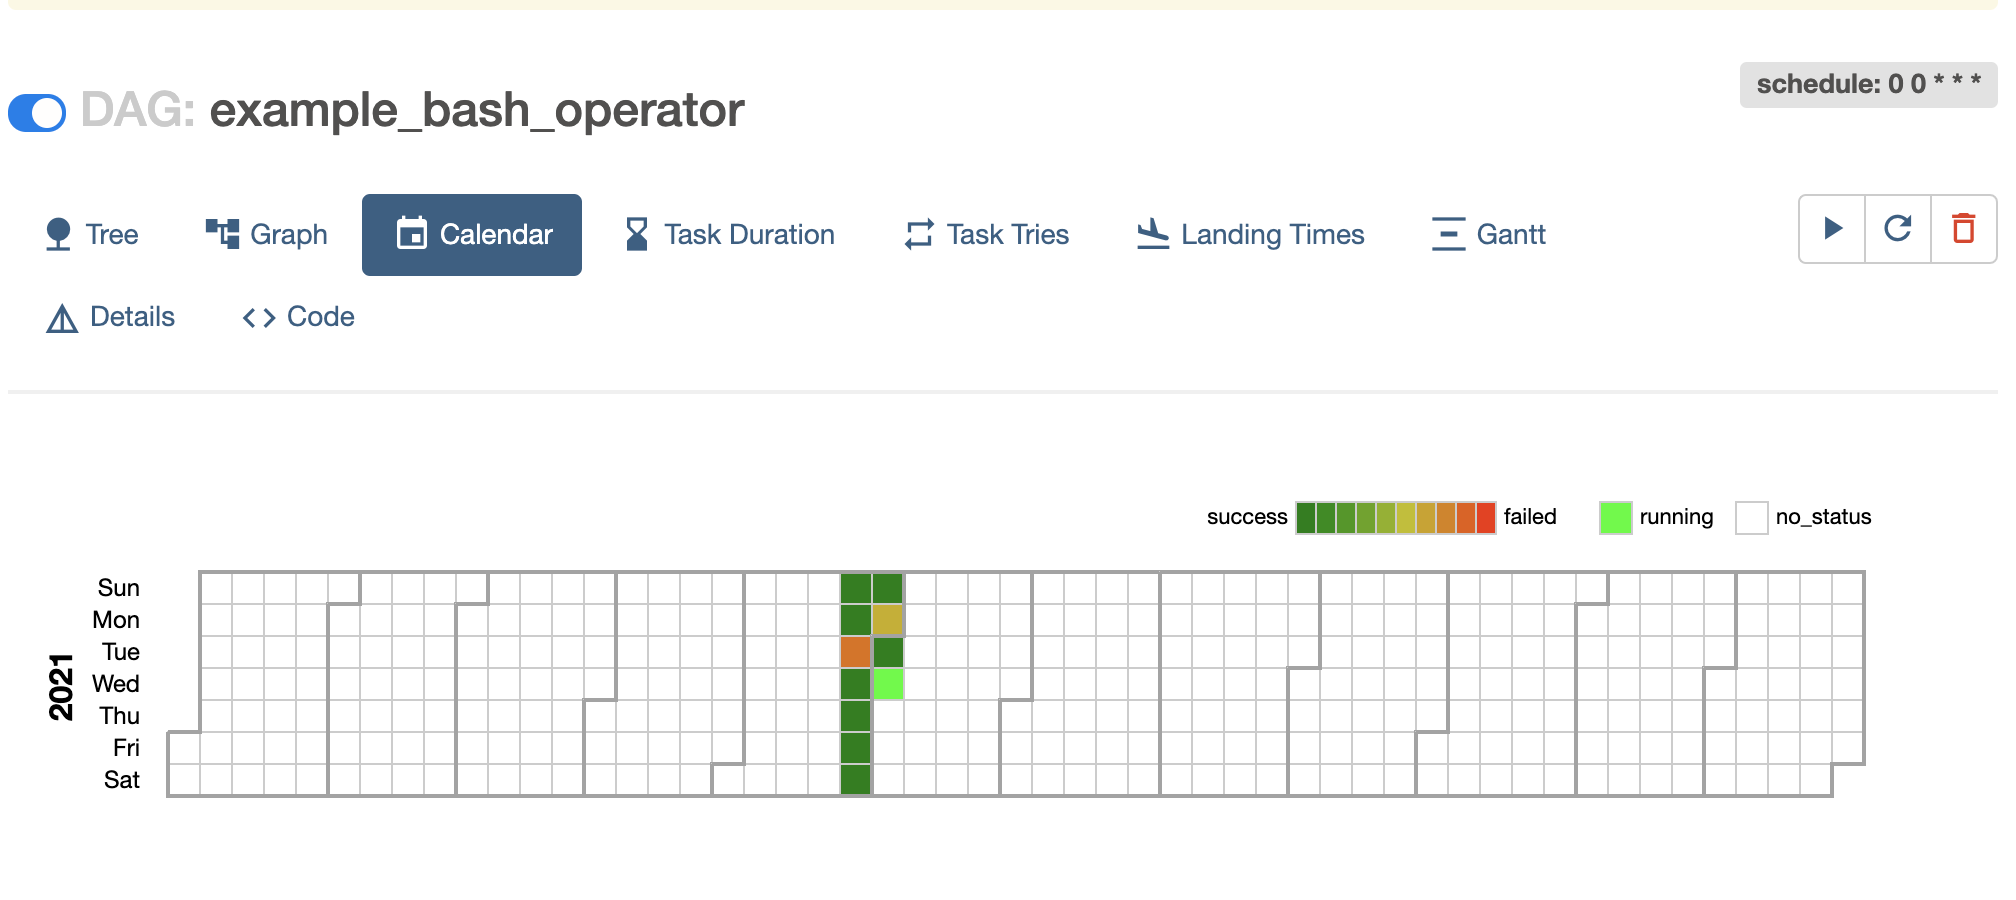 schedule: 0 0 * * *
DAG: example_bash_operator
Tree Graph Calendar Task Duration Task Tries Landing Times Gantt
Details Code
success failed running no_status
2021
Sun
Mon
Tue
Wed
Thu
Fri
Sat